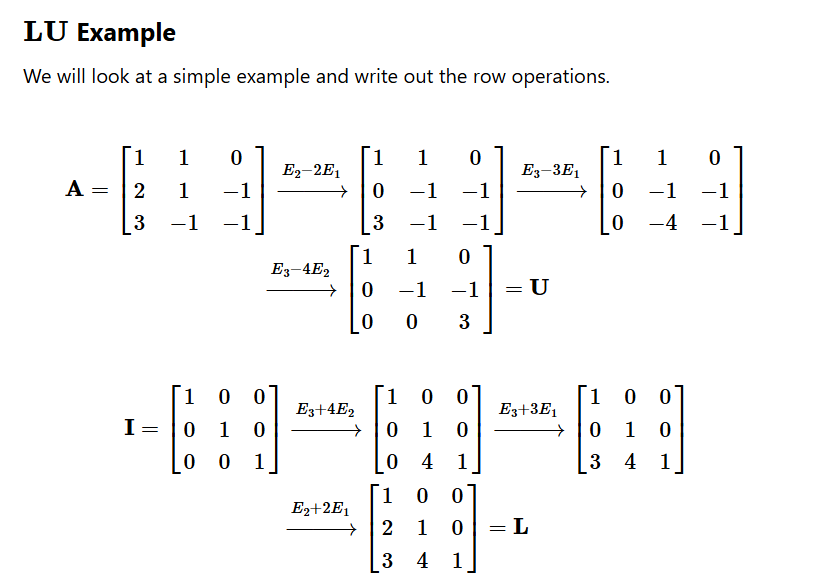 LU Example
We will look at a simple example and write out the row operations.
E₂−2E₁ E₃−3E₁
1 1 0 1 1 0 1 1 0
A = 2 1 −1 ⟶ 0 −1 −1 ⟶ 0 −1 −1
3 −1 −1 3 −1 −1 0 −4 −1
E₃−4E₂
1 1 0
⟶ 0 −1 −1 = U
0 0 3
E₃+4E₂ E₃+3E₁
1 0 0 1 0 0 1 0 0
I = 0 1 0 ⟶ 0 1 0 ⟶ 0 1 0
0 0 1 0 4 1 3 4 1
E₂+2E₁
1 0 0
⟶ 2 1 0 = L
3 4 1